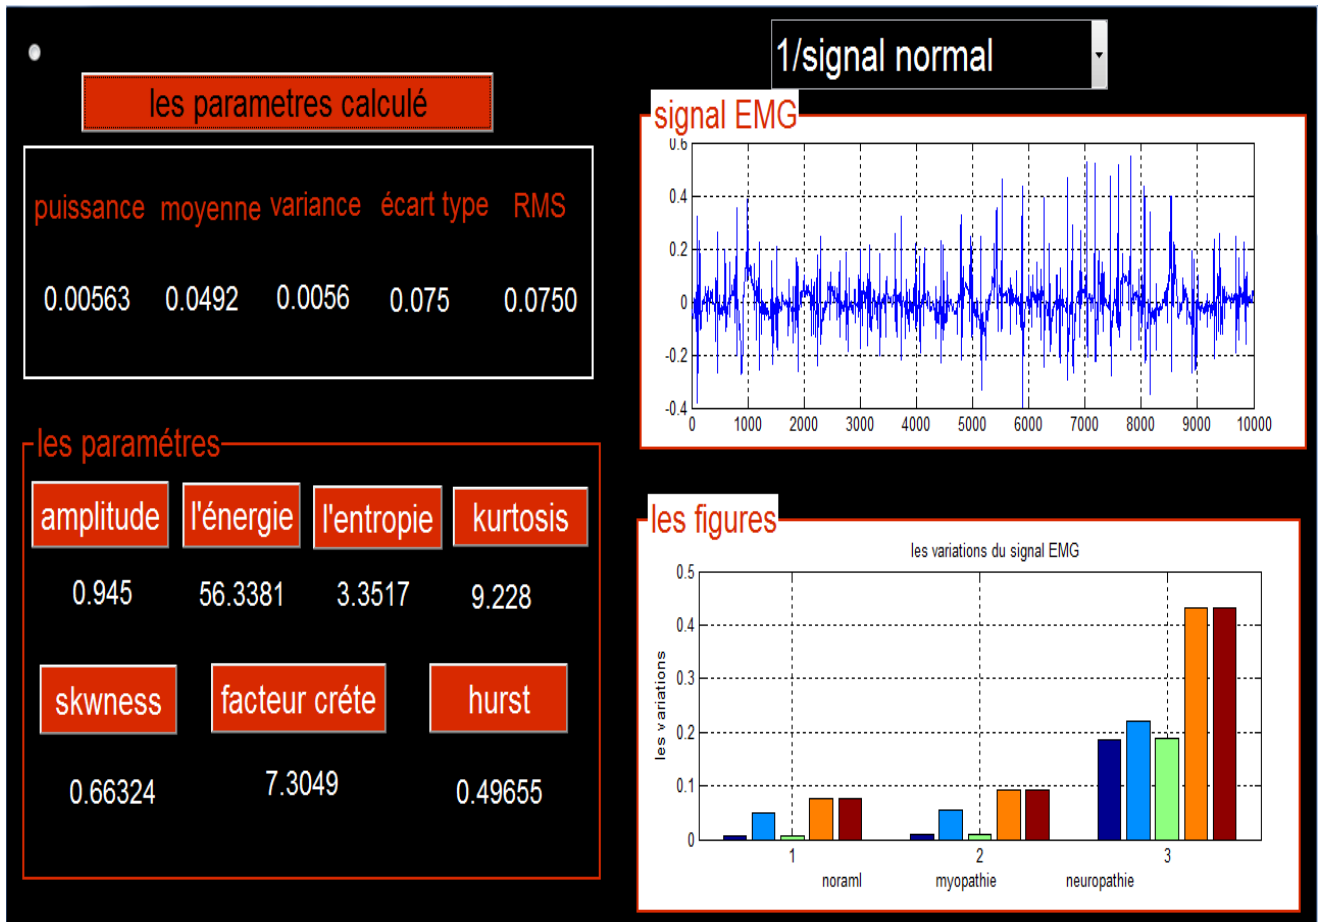 1/signal normal
les parametres calculé
puissance moyenne variance écart type RMS
0.00563 0.0492 0.0056 0.075 0.0750
les paramétres
amplitude l'énergie l'entropie kurtosis
0.945 56.3381 3.3517 9.228
skwness facteur créte hurst
0.66324 7.3049 0.49655
signal EMG
0.6
0.4
0.2
0
-0.2
-0.4
0 1000 2000 3000 4000 5000 6000 7000 8000 9000 10000
les figures
les variations du signal EMG
les variations
0.5
0.4
0.3
0.2
0.1
0
1 2 3
noraml myopathie neuropathie